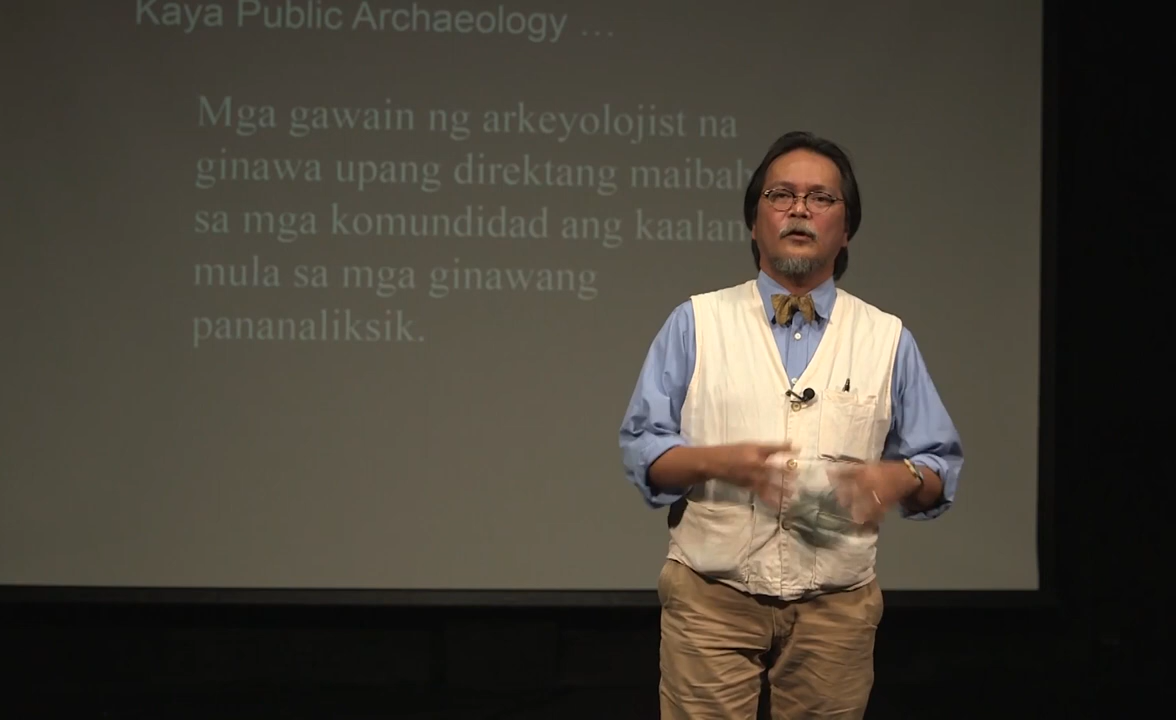 Kaya Public Archaeology ...
Mga gawain ng arkeyolojist na
ginawa upang direktang
sa mga komundidad ang
mula sa mga ginawang
pananaliksik.